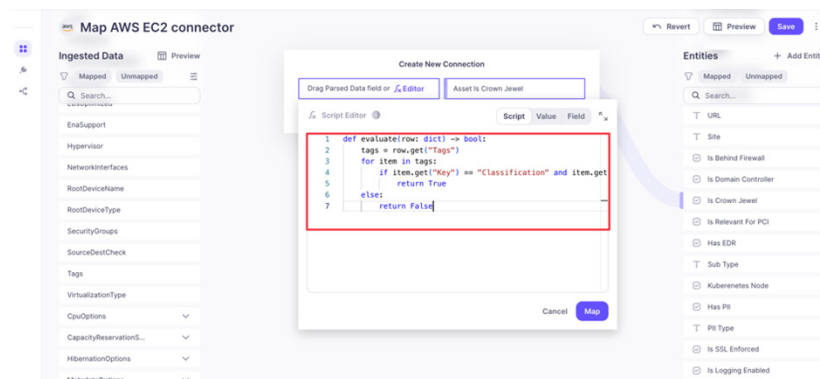 aws Map AWS EC2 connector
Revert
Preview
Save
Ingested Data
Preview
Mapped
Unmapped
Search...
EbsOptimized
EnaSupport
Hypervisor
NetworkInterfaces
RootDeviceName
RootDeviceType
SecurityGroups
SourceDestCheck
Tags
VirtualizationType
CpuOptions
CapacityReservationS...
HibernationOptions
MetadataOptions
Create New Connection
Drag Parsed Data field or fx Editor
Asset Is Crown Jewel
fx Script Editor
Script
Value
Field
1 def evaluate(row: dict) -> bool:
2 tags = row.get("Tags")
3 for item in tags:
4 if item.get("Key") == "Classification" and item.get
5 return True
6 else:
7 return False
Cancel
Map
Entities
+ Add Entit
Mapped
Unmapped
Search...
URL
Site
Is Behind Firewall
Is Domain Controller
Is Crown Jewel
Is Relevant For PCI
Has EDR
Sub Type
Kuberenetes Node
Has PII
PII Type
Is SSL Enforced
Is Logging Enabled